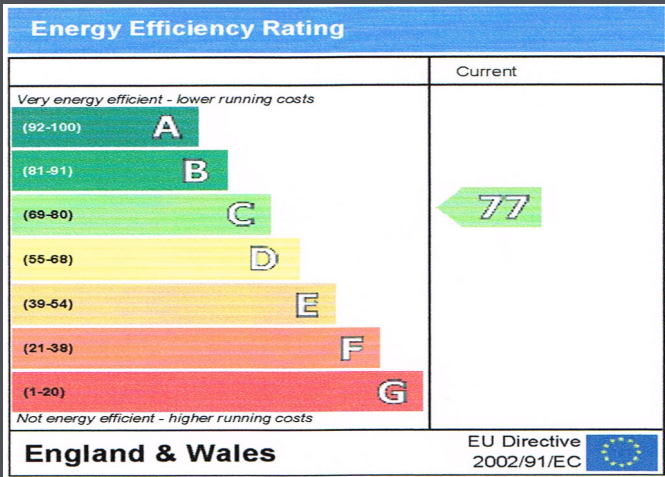 Energy Efficiency Rating
Current
Very energy efficient - lower running costs
(92-100) A
(81-91) B
(69-80) C
77
(55-68) D
(39-54) E
(21-38) F
(1-20) G
Not energy efficient - higher running costs
England & Wales
EU Directive
2002/91/EC